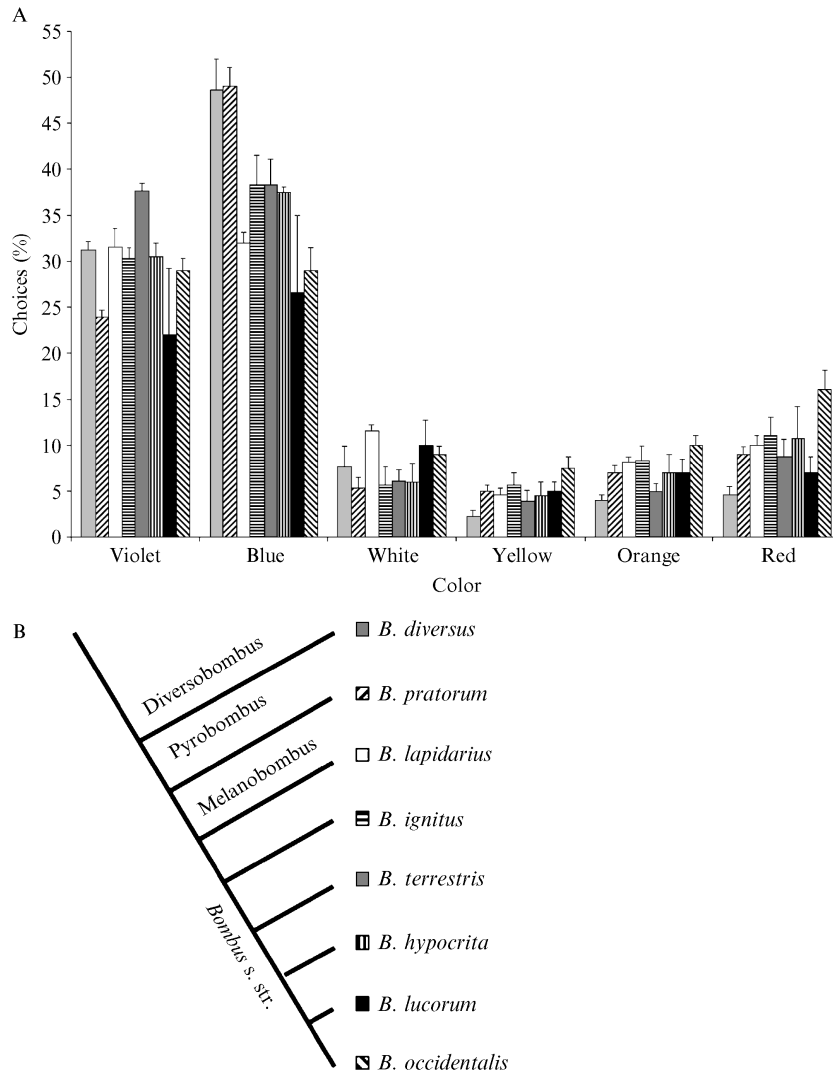 A
55
50
45
40
35
30
25
20
15
10
5
0
Choices (%)
Violet Blue White Yellow Orange Red
Color
B
Diversobombus
Pyrobombus
Melanobombus
Bombus s. str.
B. diversus
B. pratorum
B. lapidarius
B. ignitus
B. terrestris
B. hypocrita
B. lucorum
B. occidentalis